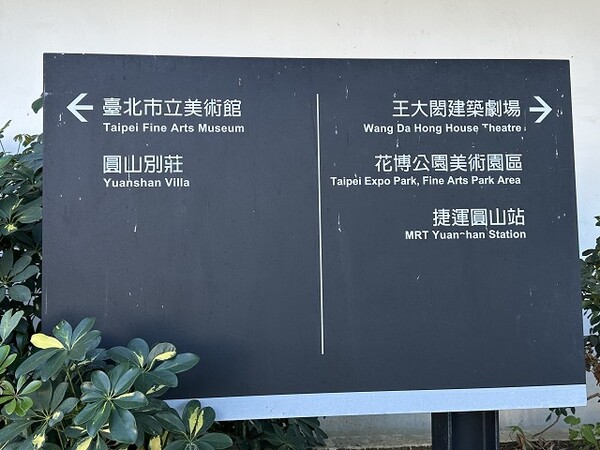 臺北市立美術館
Taipei Fine Arts Museum
圓山別莊
Yuanshan Villa
王大閎建築劇場
Wang Da Hong House Theatre
花博公園美術園區
Taipei Expo Park, Fine Arts Park Area
捷運圓山站
MRT Yuanshan Station